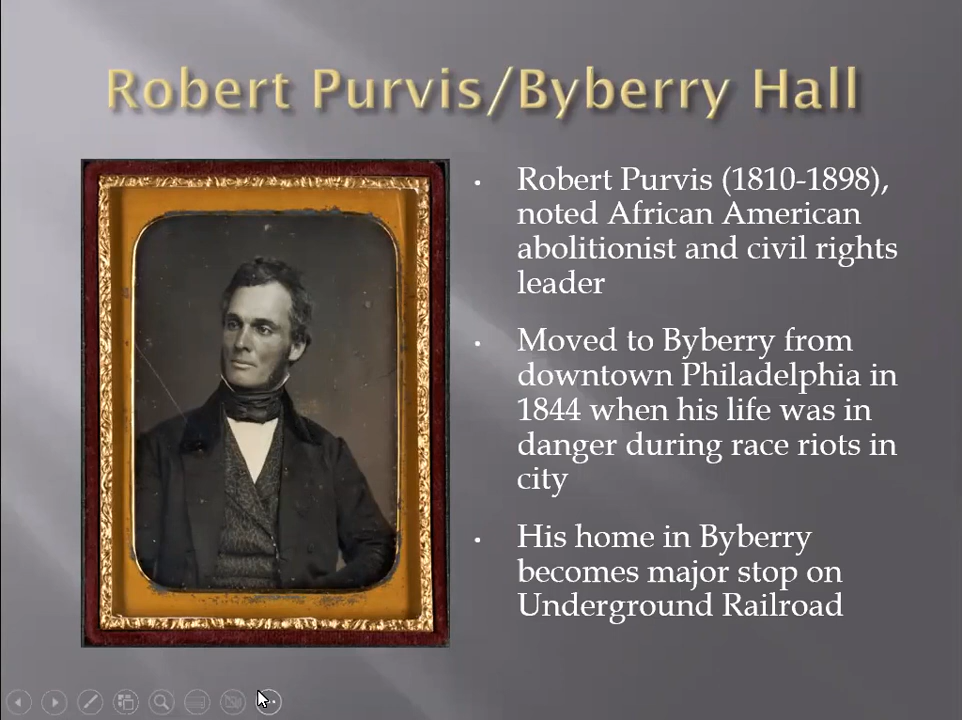 Robert Purvis/Byberry Hall
Robert Purvis (1810-1898),
noted African American
abolitionist and civil rights
leader
Moved to Byberry from
downtown Philadelphia in
1844 when his life was in
danger during race riots in
city
His home in Byberry
becomes major stop on
Underground Railroad